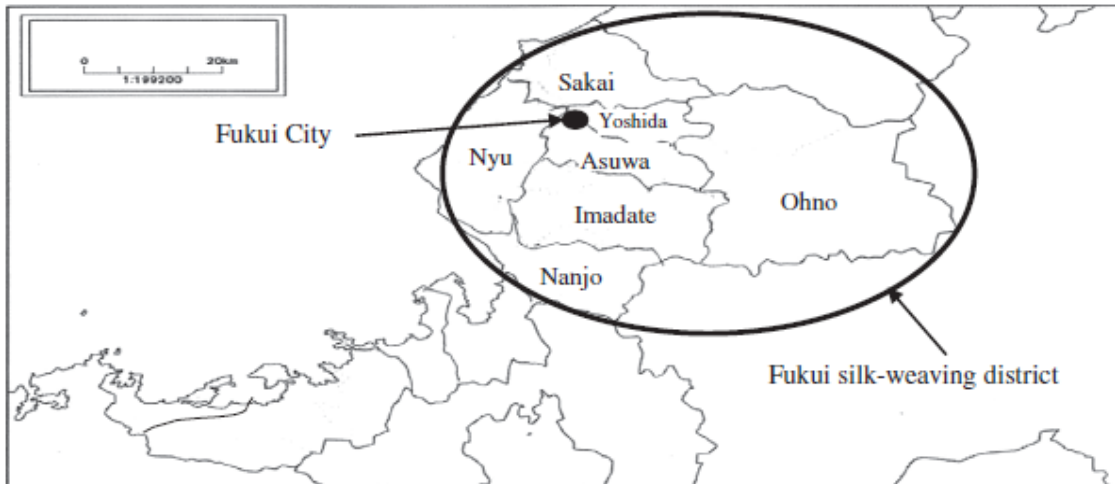 0 20km
1:199200
Sakai
Fukui City
Yoshida
Nyu
Asuwa
Imadate
Ohno
Nanjo
Fukui silk-weaving district